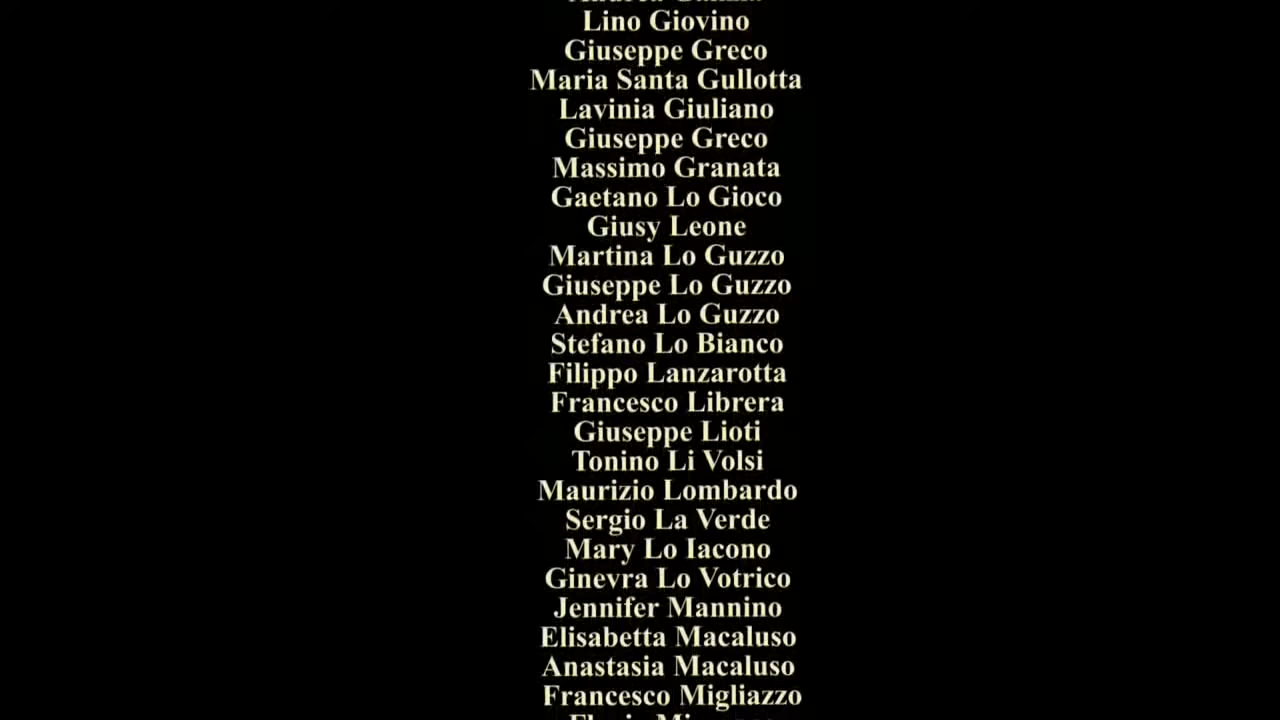 Lino Giovino
Giuseppe Greco
Maria Santa Gullotta
Lavinia Giuliano
Giuseppe Greco
Massimo Granata
Gaetano Lo Gioco
Giusy Leone
Martina Lo Guzzo
Giuseppe Lo Guzzo
Andrea Lo Guzzo
Stefano Lo Bianco
Filippo Lanzarotta
Francesco Librera
Giuseppe Lioti
Tonino Li Volsi
Maurizio Lombardo
Sergio La Verde
Mary Lo Iacono
Ginevra Lo Votrico
Jennifer Mannino
Elisabetta Macaluso
Anastasia Macaluso
Francesco Migliazzo